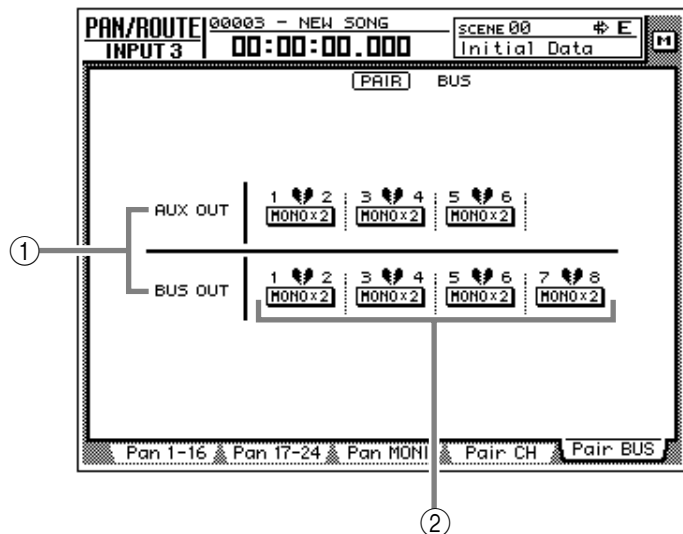 PAN/ROUTE 00003 - NEW SONG SCENE 00 E
INPUT 3 00:00:00.000 Initial Data M
PAIR BUS
AUX OUT 1 2 3 4 5 6
MONO×2 MONO×2 MONO×2
1
BUS OUT 1 2 3 4 5 6 7 8
MONO×2 MONO×2 MONO×2 MONO×2
Pan 1-16 Pan 17-24 Pan MONI Pair CH Pair BUS
2